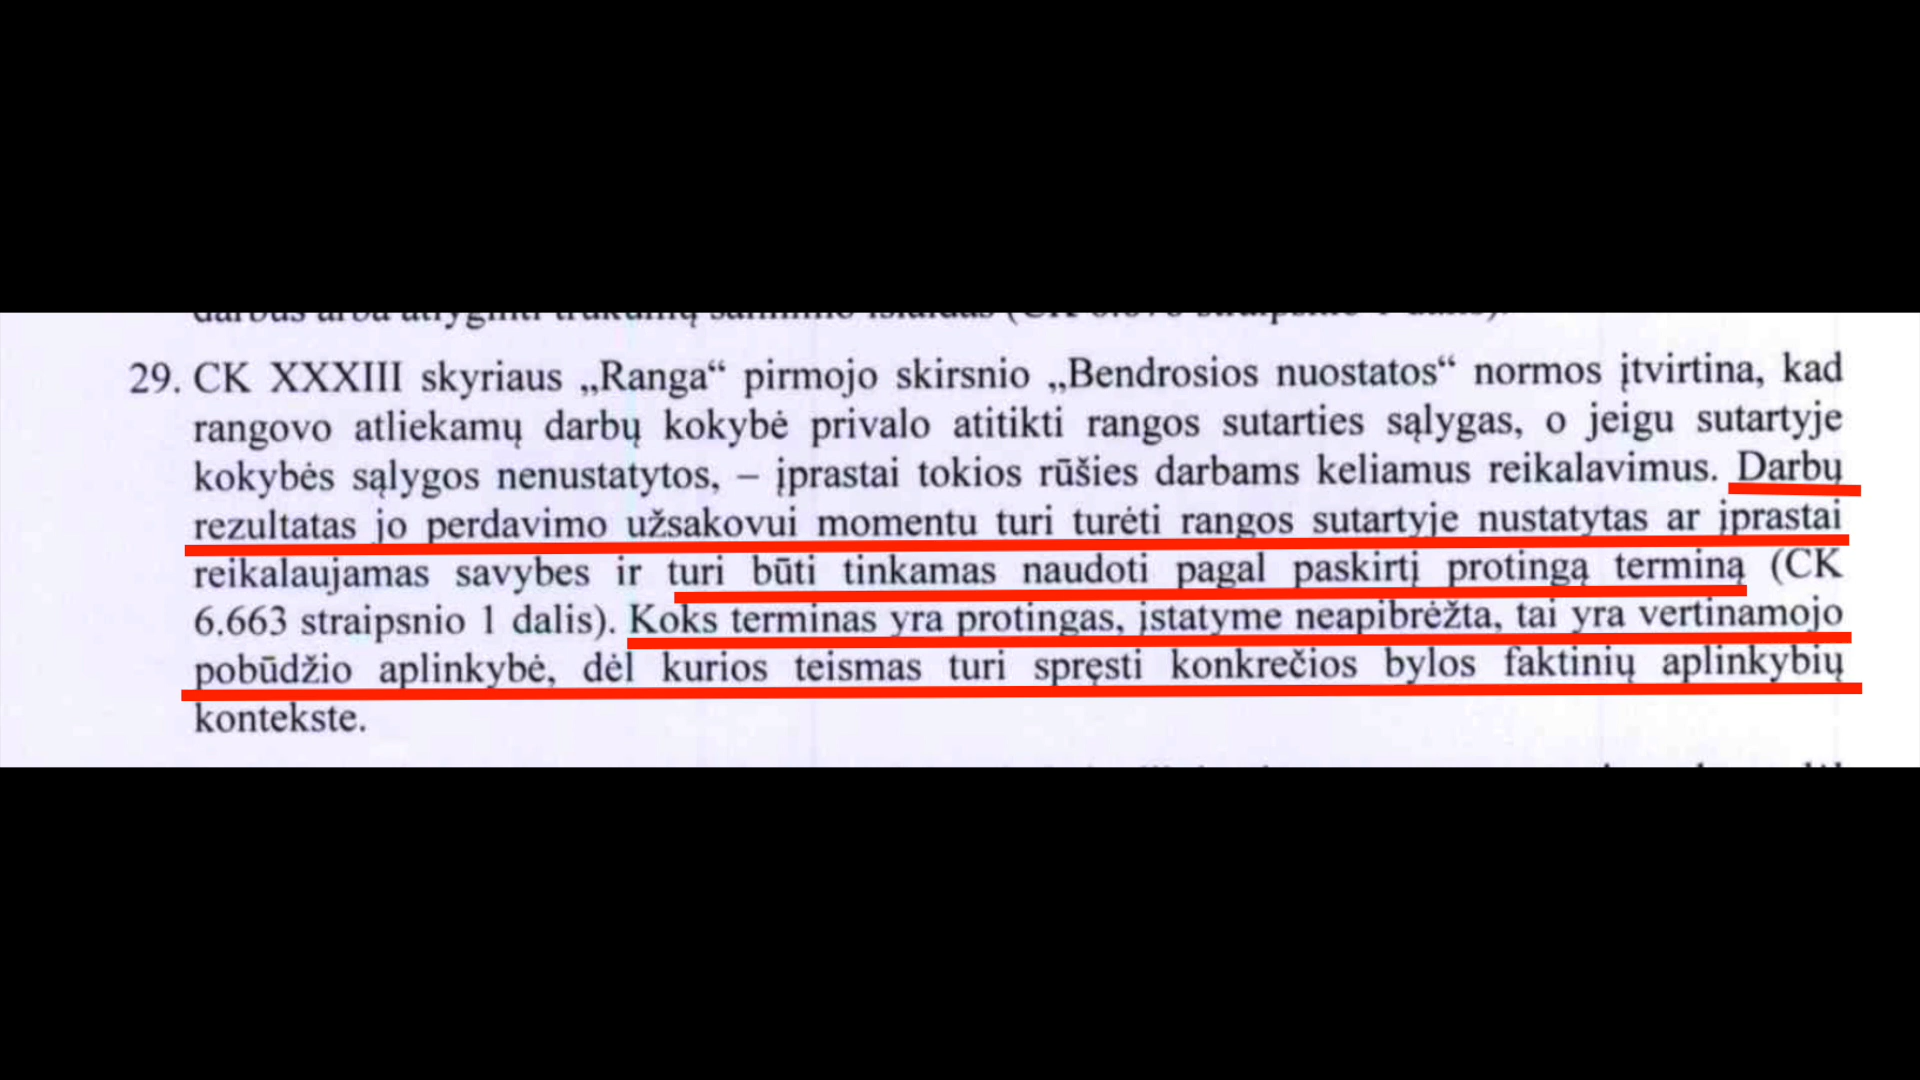 29. CK XXXIII skyriaus „Ranga“ pirmojo skirsnio „Bendrosios nuostatos“ normos įtvirtina, kad
rangovo atliekamų darbų kokybė privalo atitikti rangos sutarties sąlygas, o jeigu sutartyje
kokybės sąlygos nenustatytos, – įprastai tokios rūšies darbams keliamus reikalavimus. Darbų
rezultatas jo perdavimo užsakovui momentu turi turėti rangos sutartyje nustatytas ar įprastai
reikalaujamas savybes ir turi būti tinkamas naudoti pagal paskirtį protingą terminą (CK
6.663 straipsnio 1 dalis). Koks terminas yra protingas, įstatyme neapibrėžta, tai yra vertinamojo
pobūdžio aplinkybė, dėl kurios teismas turi spręsti konkrečios bylos faktinių aplinkybių
kontekste.